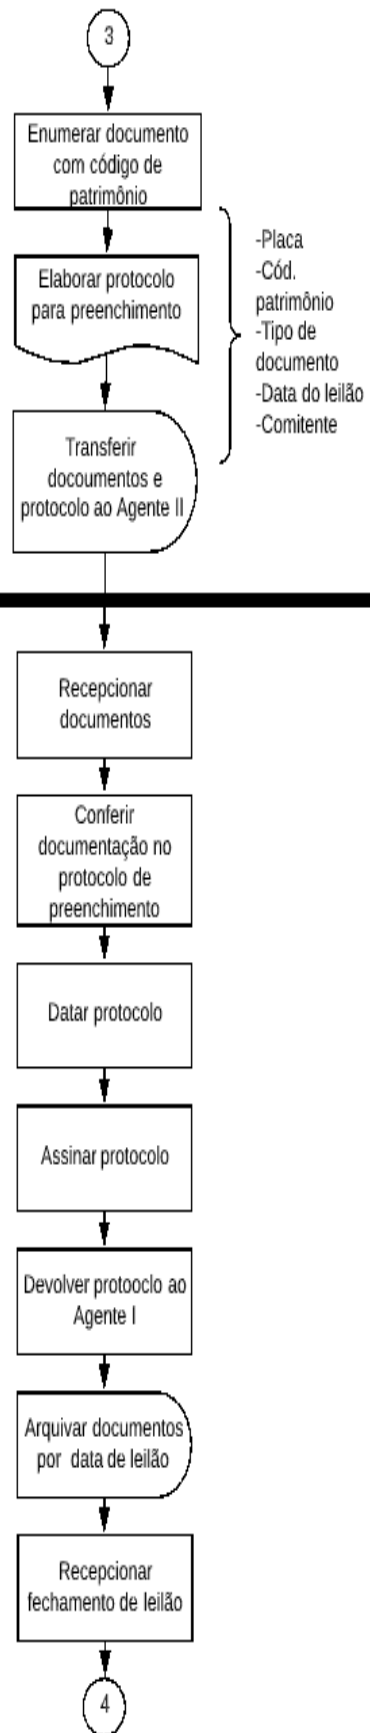 3
Enumerar documento
com código de
patrimônio
Elaborar protocolo
para preenchimento
Transferir
docoumentos e
protocolo ao Agente II
-Placa
-Cód.
patrimônio
-Tipo de
documento
-Data do leilão
-Comitente
Recepcionar
documentos
Conferir
documentação no
protocolo de
preenchimento
Datar protocolo
Assinar protocolo
Devolver protooclo ao
Agente I
Arquivar documentos
por data de leilão
Recepcionar
fechamento de leilão
4